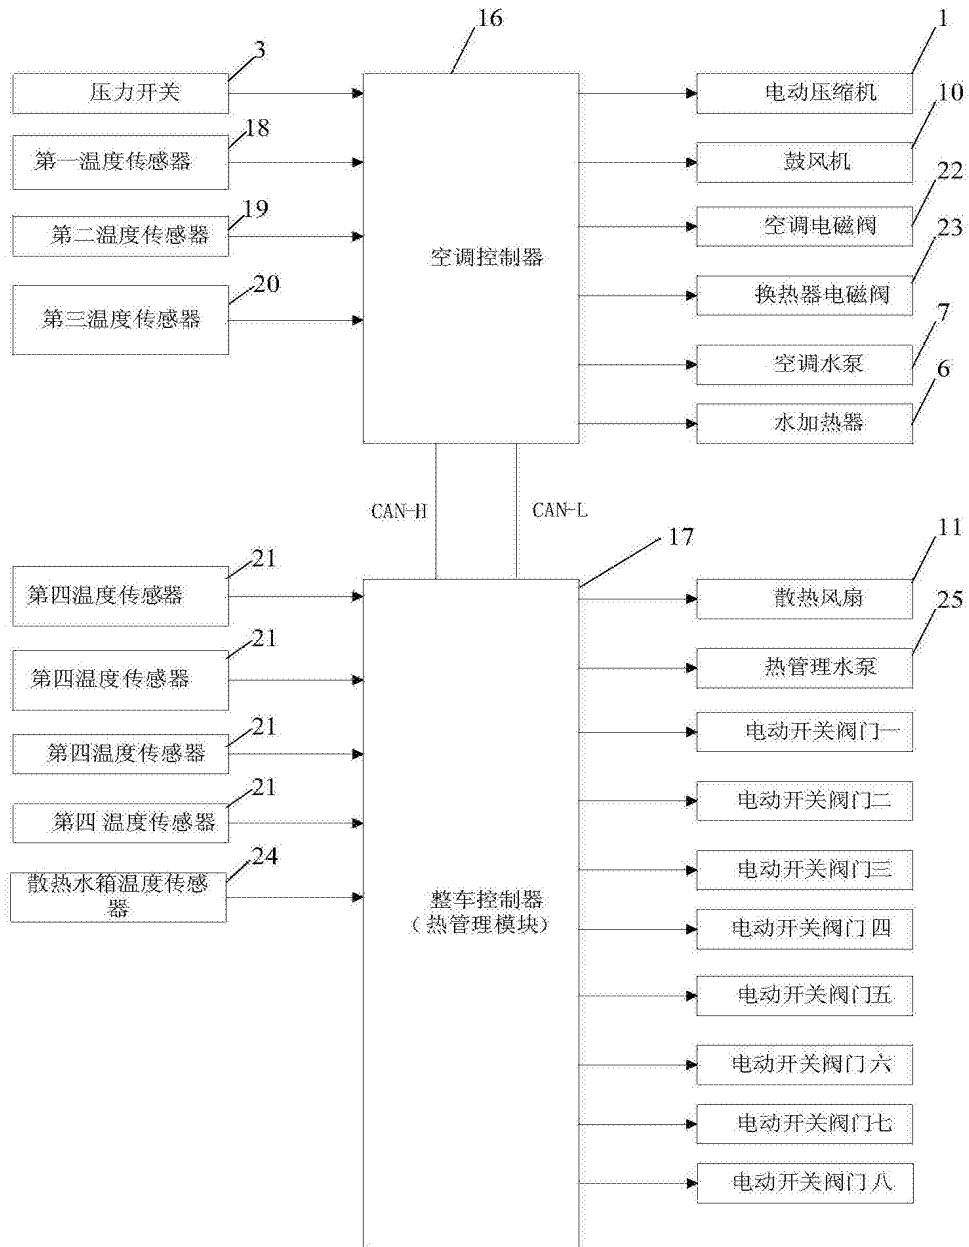 16
3
1
压力开关
电动压缩机
18
10
第一温度传感器
鼓风机
22
19
空调电磁阀
第二温度传感器
23
空调控制器
20
换热器电磁阀
第三温度传感器
7
空调水泵
6
水加热器
CAN-H
CAN-L
17
11
21
第四温度传感器
散热风扇
25
21
第四温度传感器
热管理水泵
21
电动开关阀门一
第四温度传感器
21
电动开关阀门二
第四 温度传感器
24
电动开关阀门三
散热水箱温度传感
器
整车控制器
（热管理模块）
电动开关阀门 四
电动开关阀门五
电动开关阀门 六
电动开关阀门七
电动开关阀门 八